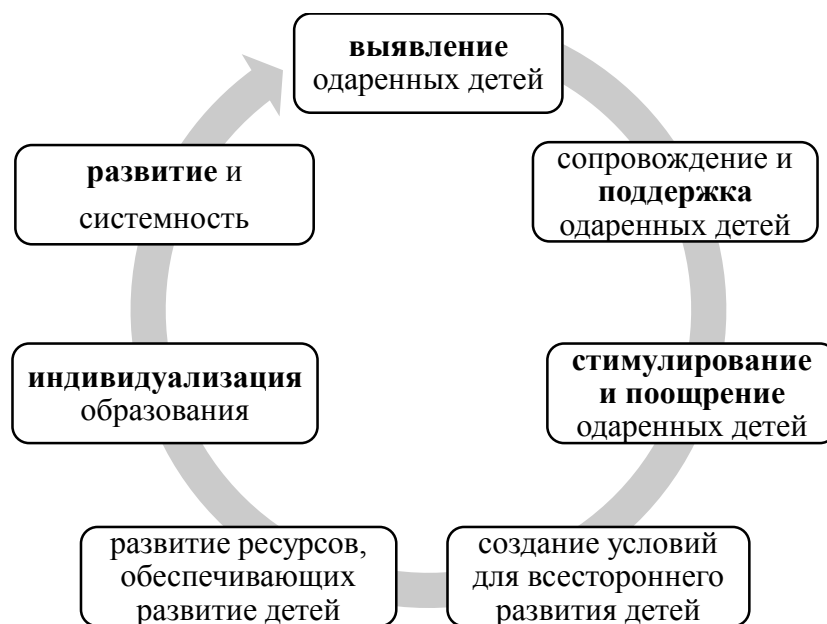 выявление
одаренных детей
сопровождение и
поддержка
одаренных детей
стимулирование
и поощрение
одаренных детей
создание условий
для всестороннего
развития детей
развитие ресурсов,
обеспечивающих
развитие детей
индивидуализация
образования
развитие и
системность